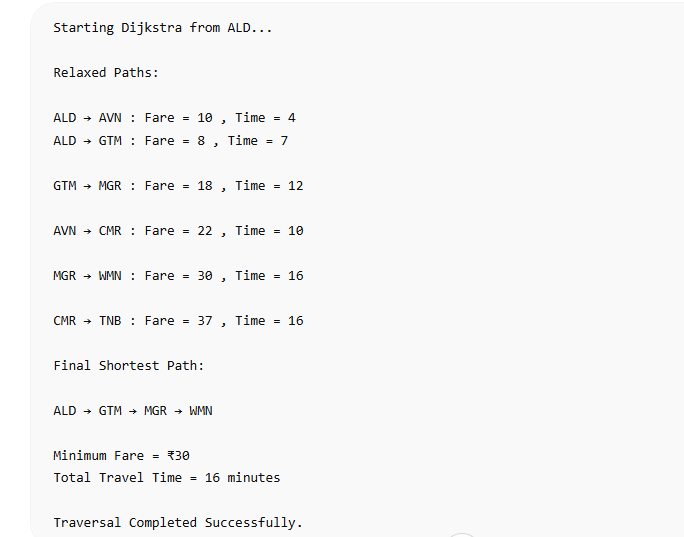 Starting Dijkstra from ALD...
Relaxed Paths:
ALD → AVN : Fare = 10 , Time = 4
ALD → GTM : Fare = 8 , Time = 7
GTM → MGR : Fare = 18 , Time = 12
AVN → CMR : Fare = 22 , Time = 10
MGR → WMN : Fare = 30 , Time = 16
CMR → TNB : Fare = 37 , Time = 16
Final Shortest Path:
ALD → GTM → MGR → WMN
Minimum Fare = ₹30
Total Travel Time = 16 minutes
Traversal Completed Successfully.